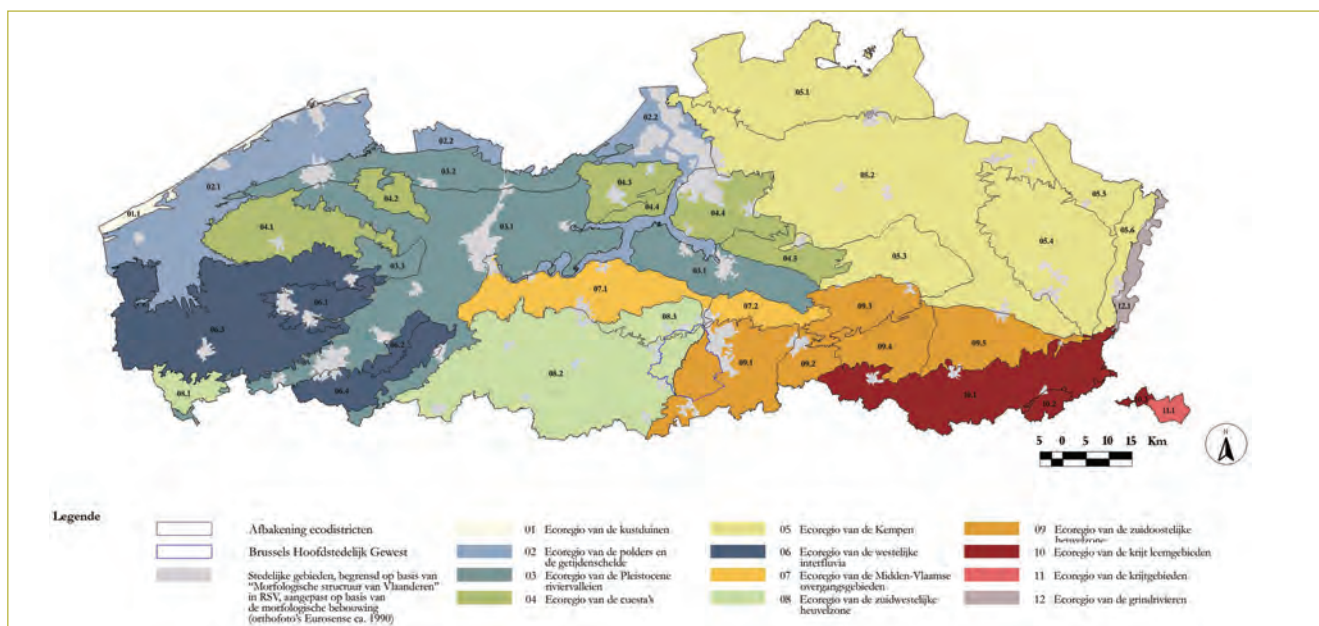 05.1
02.2
02.2
02.1
03.2
05.2
04.3
04.2
04.4
04.4
05.3
01.1
04.1
03.1
05.4
05.6
04.5
03.3
03.1
05.3
07.1
09.3
12.1
06.1
07.2
08.3
06.3
09.4
09.5
09.1
09.2
08.2
06.4
08.1
10.1
10.2
11.1
5 0 5 10 15 Km
N
Legende
Afbakening ecodistricten
Brussels Hoofdstedelijk Gewest
Stedelijke gebieden, begrensd op basis van
“Morfologische structuur van Vlaanderen”
in RSV, aangepast op basis van
de morfologische bebouwing
(orthofoto's Eurosense ca. 1990)
01 Ecoregio van de kustduinen
02 Ecoregio van de polders en
de getijdenschelde
03 Ecoregio van de Pleistocene
riviervalleien
04 Ecoregio van de cuesta's
05 Ecoregio van de Kempen
06 Ecoregio van de westelijke
interfluvia
07 Ecoregio van de Midden-Vlaamse
overgangsgebieden
08 Ecoregio van de zuidwestelijke
heuvelzone
09 Ecoregio van de zuidoostelijke
heuvelzone
10 Ecoregio van de krijt leemgebieden
11 Ecoregio van de krijtgebieden
12 Ecoregio van de grindrivieren